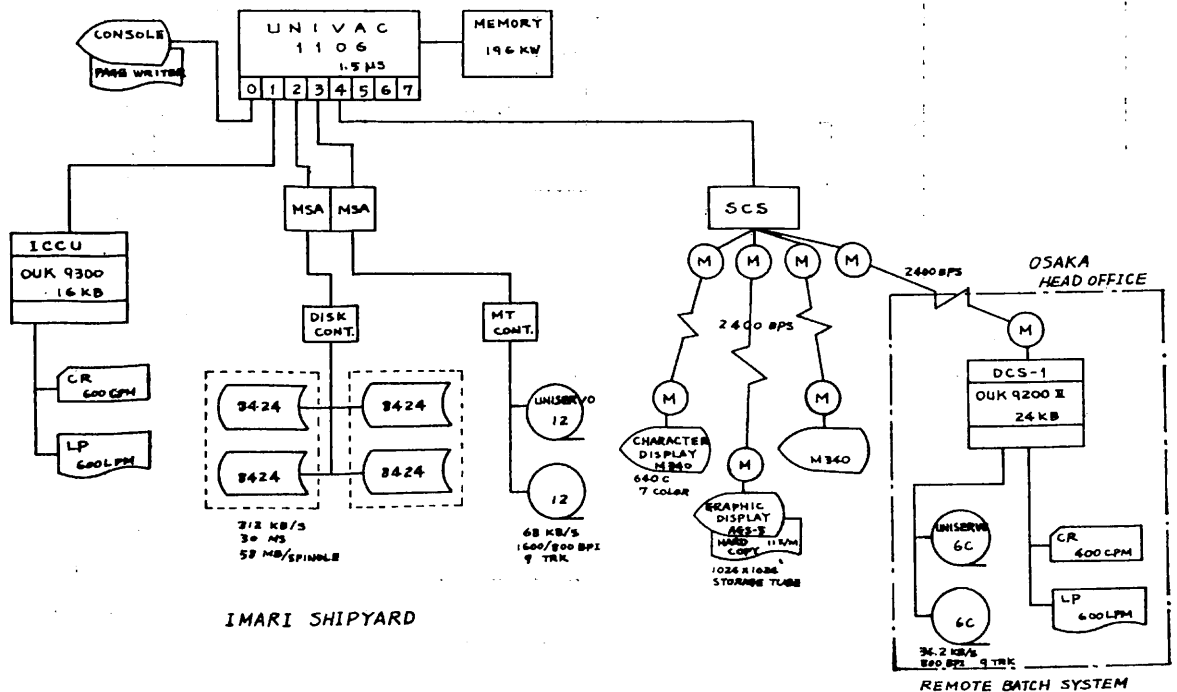 CONSOLE
PAGE WRITER
UNIVAC
1106
1.5 µS
0 1 2 3 4 5 6 7
MEMORY
196 KW
MSA MSA
SCS
ICCU
OUK 9300
16 KB
CR
600 CPM
LP
600 LPM
DISK
CONT.
MT
CONT.
8424
8424
8424
8424
312 KB/S
30 MS
58 MB/SPINDLE
UNISERVO
12
12
68 KB/S
1600/800 BPI
9 TRK
M M M M
2400 BPS
2400 BPS
M
CHARACTER
DISPLAY
M340
640 C
7 COLOR
M
GRAPHIC
DISPLAY
AGS-5
HARD
COPY
1024 x 1024
STORAGE TUBE
M
M340
OSAKA
HEAD OFFICE
M
DCS-1
OUK 9200 II
24 KB
UNISERVO
6C
6C
34.2 KB/S
800 BPI 9 TRK
CR
400 CPM
LP
600 LPM
IMARI SHIPYARD
REMOTE BATCH SYSTEM